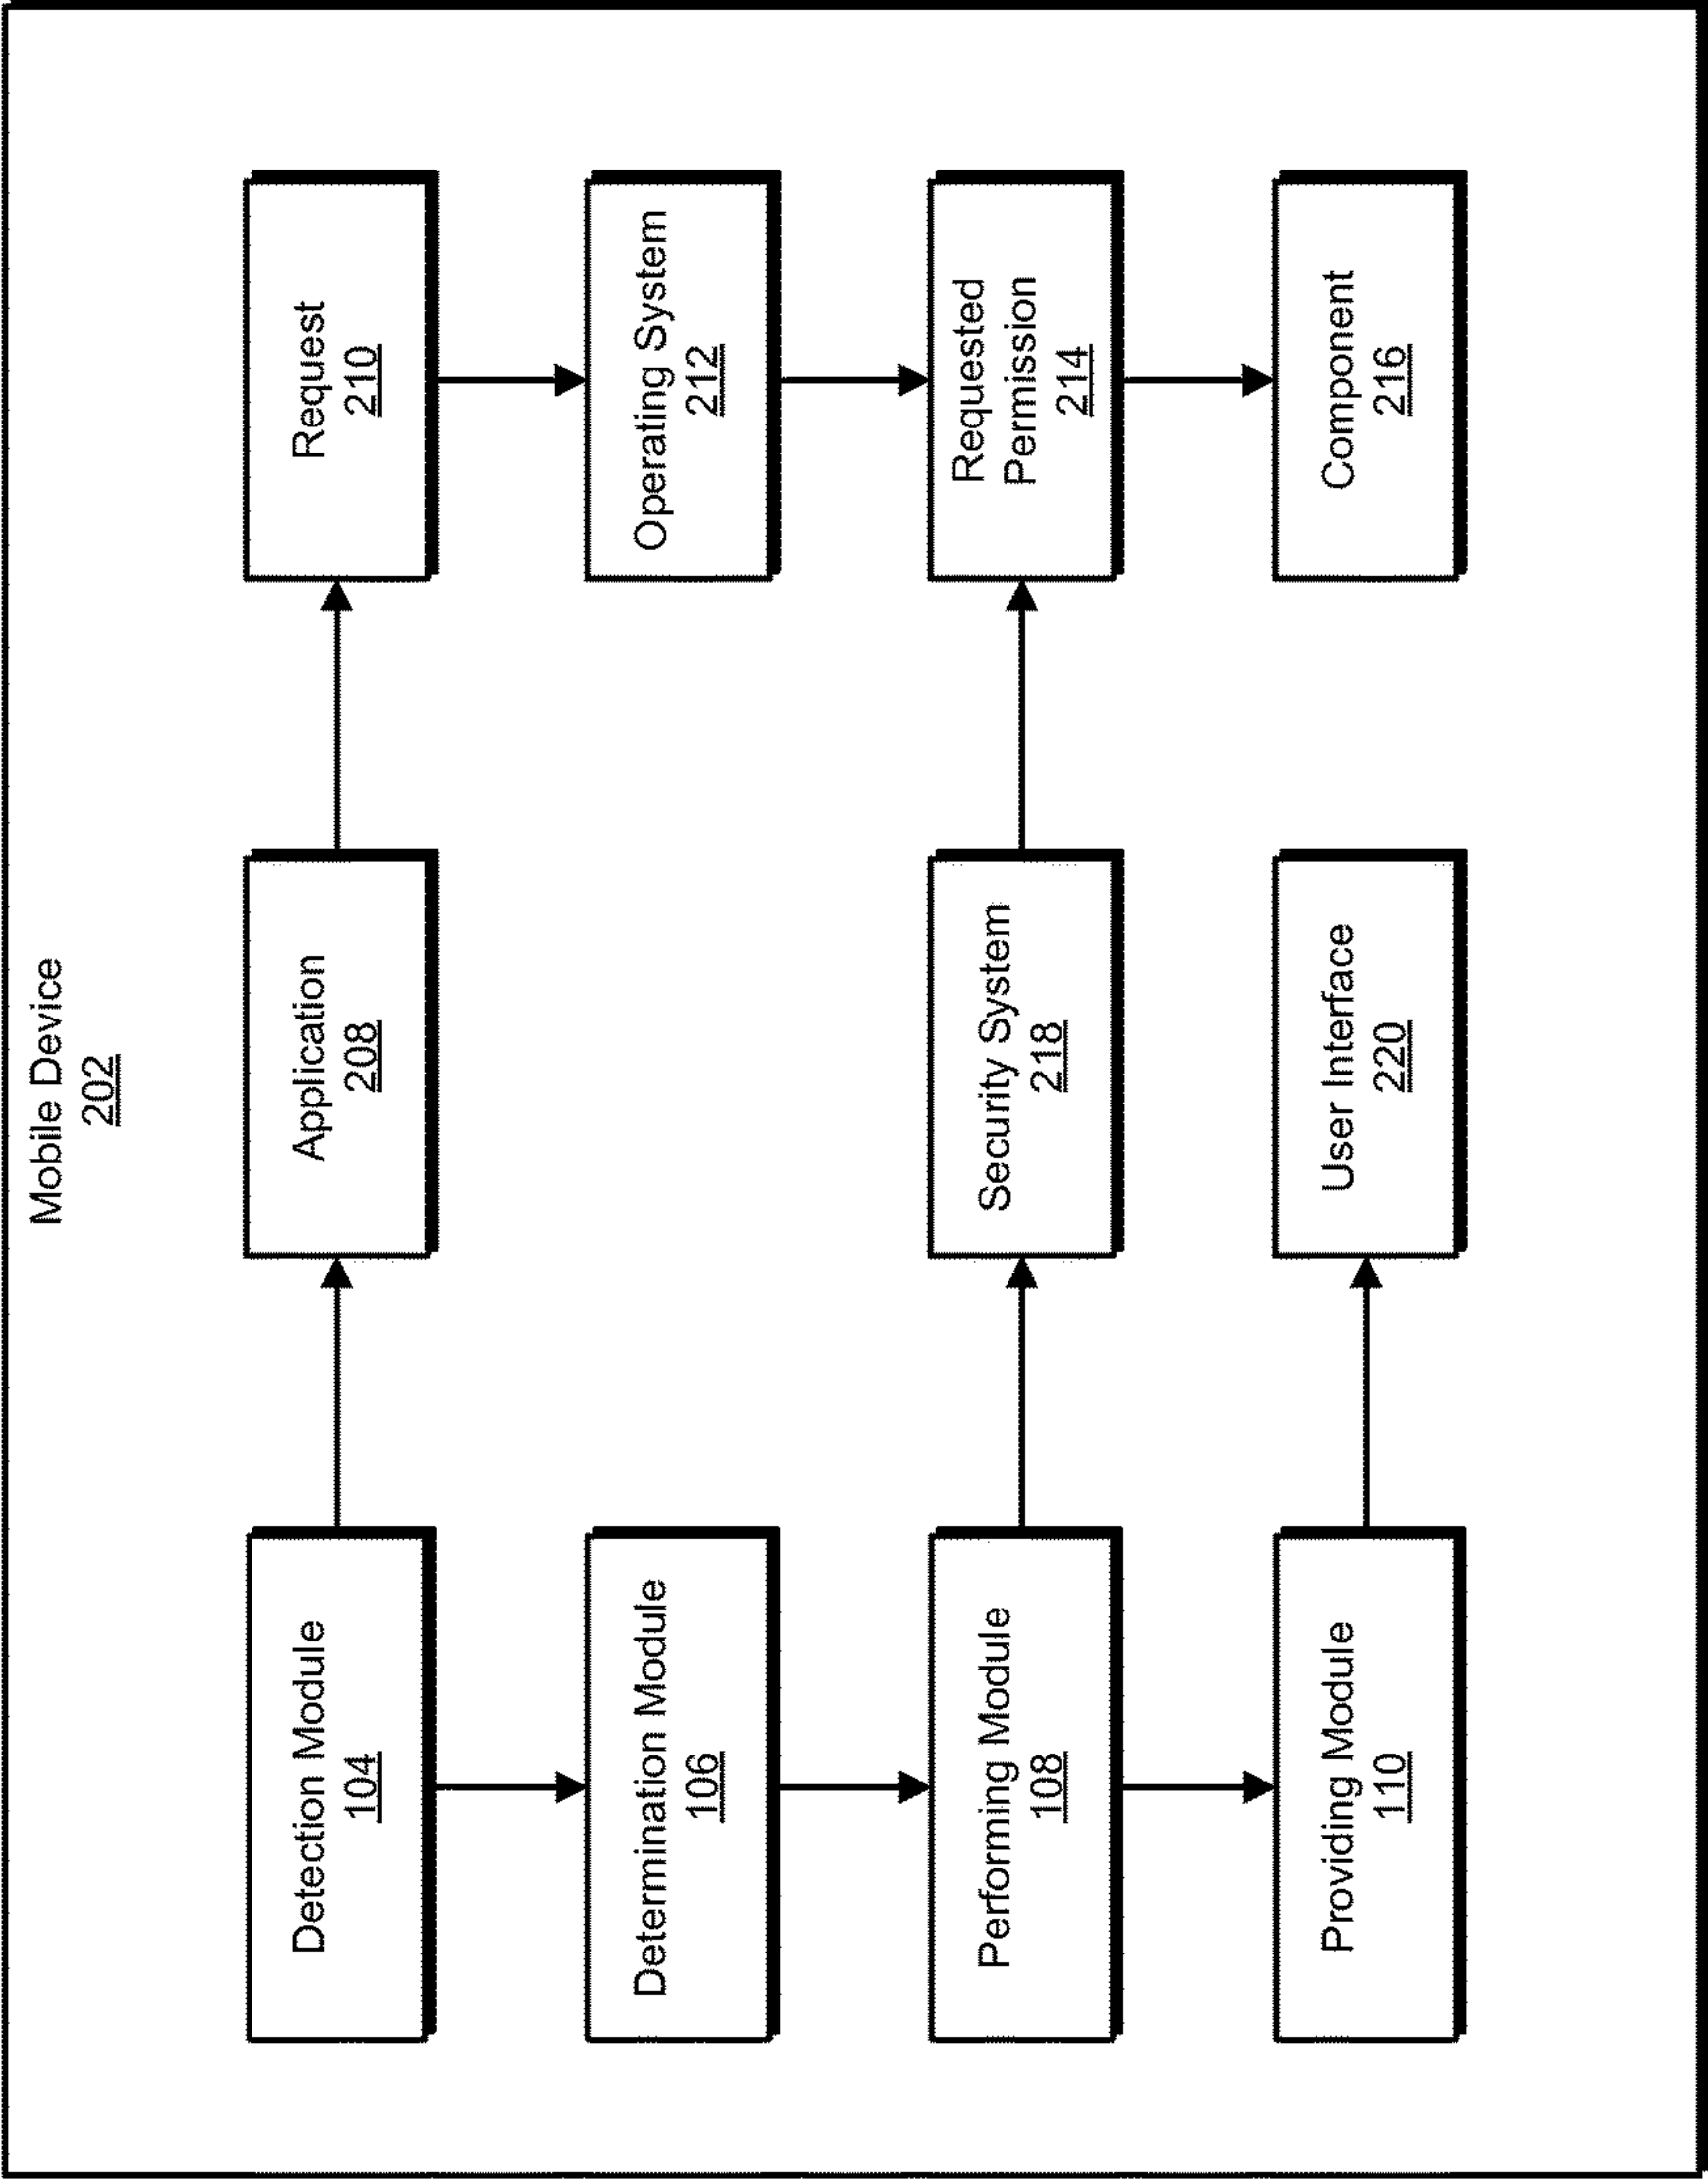 Mobile Device
202
Detection Module
104
Application
208
Request
210
Determination Module
106
Operating System
212
Performing Module
108
Security System
218
Requested
Permission
214
Providing Module
110
User Interface
220
Component
216